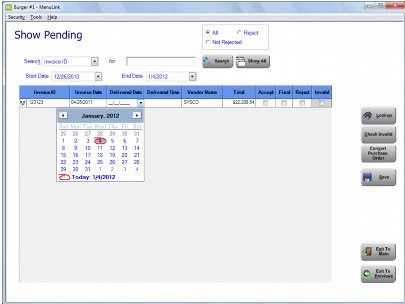 Burger #1 - MenuLink
Security Tools Help
Show Pending
All Reject
Not Rejected
Search Invoice ID for Search Show All
Start Date 12/26/2010 End Date 1/4/2012
Invoice ID Invoice Date Delivered Date Delivered Time Vendor Name Total Accept Final Reject Invalid
123123 04/25/2011 __/__/__ SYSCO $22,208.54
January, 2012
Sun Mon Tue Wed Thu Fri Sat
25 26 27 28 29 30 31
1 2 3 4 5 6 7
8 9 10 11 12 13 14
15 16 17 18 19 20 21
22 23 24 25 26 27 28
29 30 31 1 2 3 4
Today: 1/4/2012
Lookup
Check Invalid
Convert Purchase Order
Save
Exit To Main
Exit To Previous